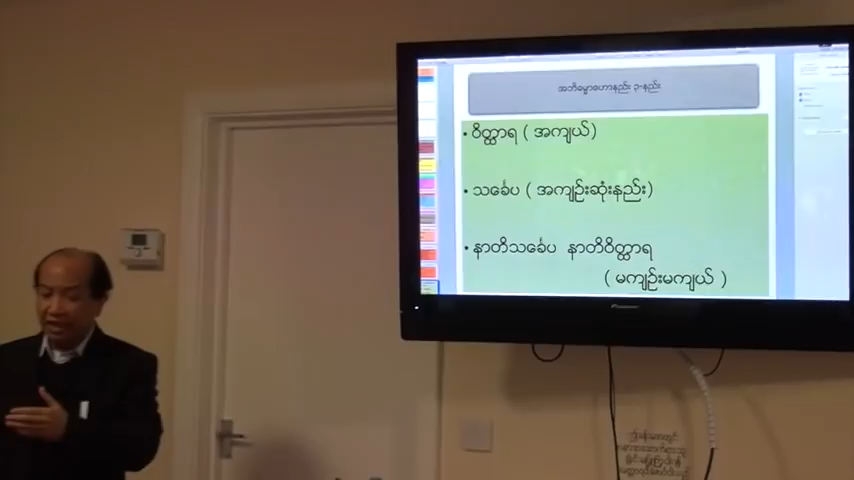 အဘိဓမ္မာဟောနည်း ၃-နည်း
• ဝိတ္ထာရ ( အကျယ် )
• သင်္ခေပ ( အကျဉ်းဆုံးနည်း )
• နာတိသင်္ခေပ နာတိဝိတ္ထာရ
( မကျဉ်းမကျယ် )